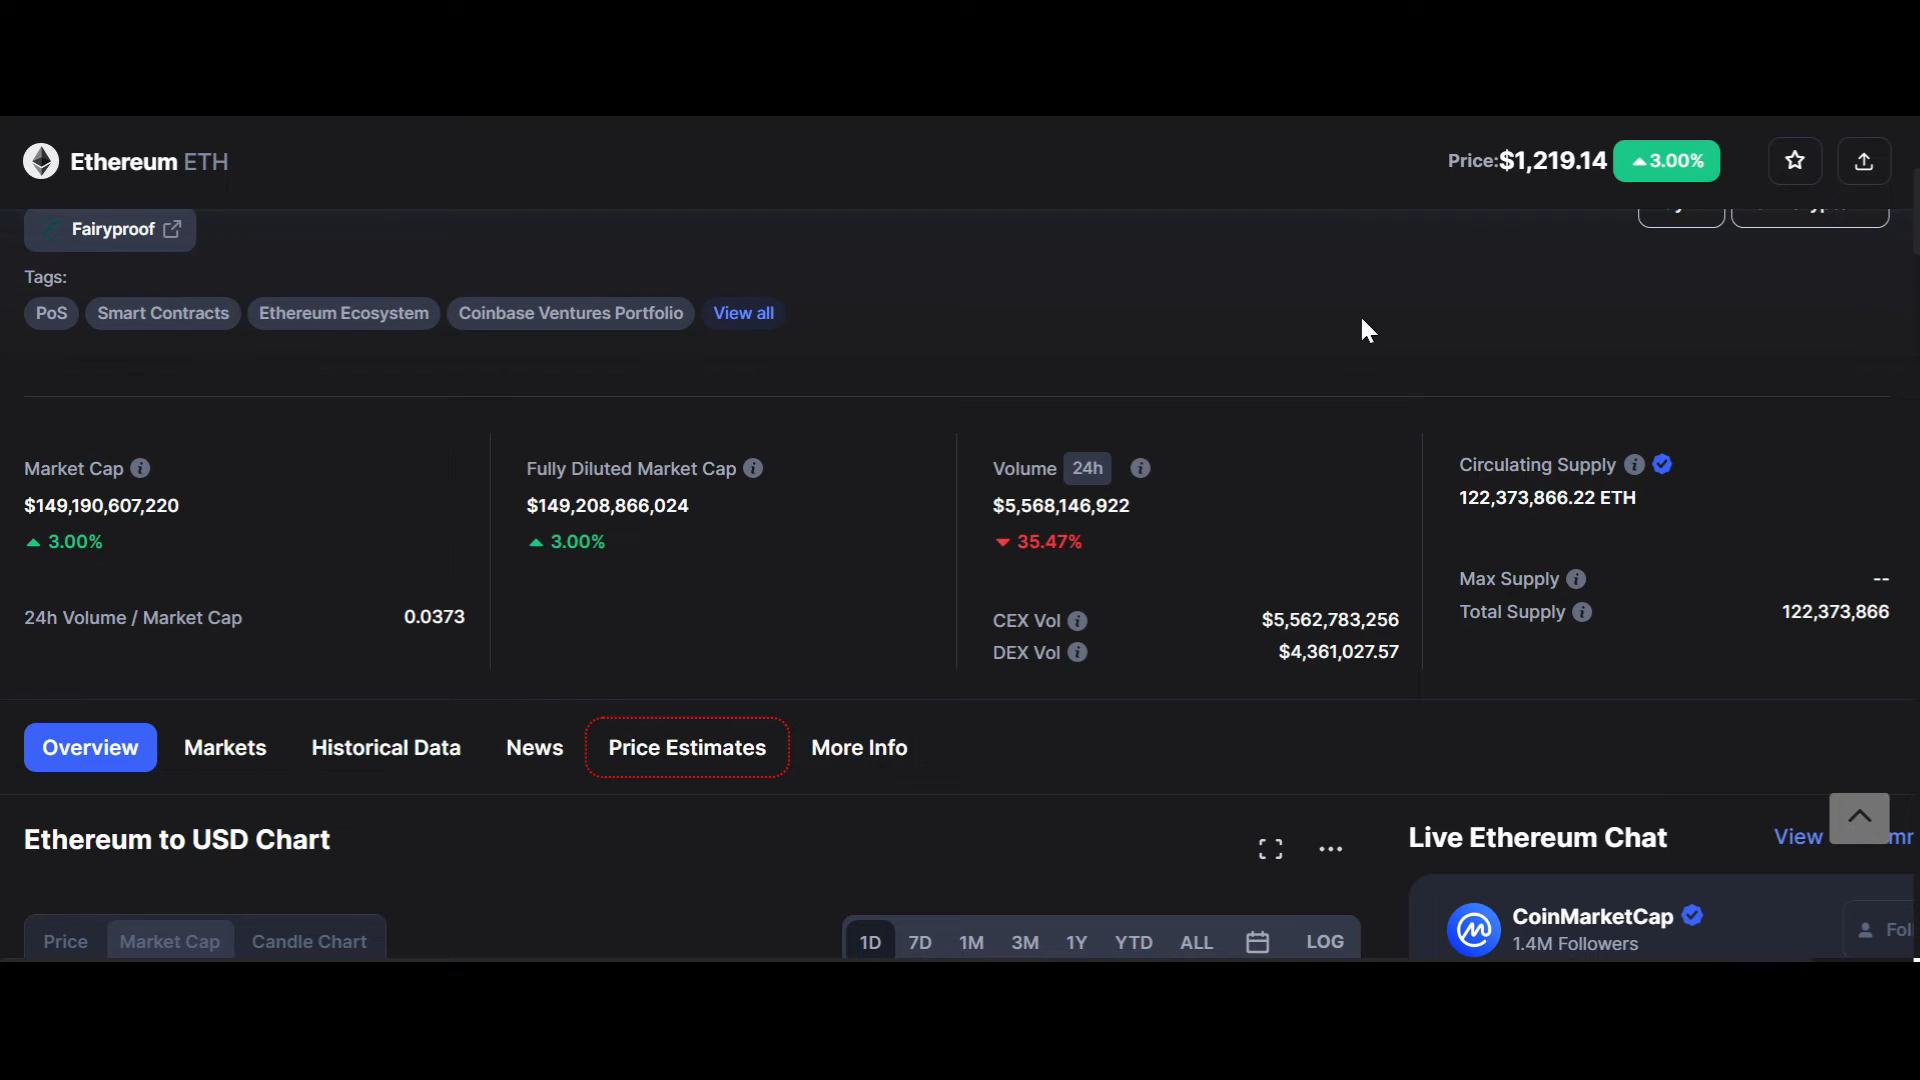 Ethereum ETH
Price:$1,219.14 3.00%
Fairyproof
Tags:
PoS Smart Contracts Ethereum Ecosystem Coinbase Ventures Portfolio View all
Market Cap
$149,190,607,220
3.00%
24h Volume / Market Cap 0.0373
Fully Diluted Market Cap
$149,208,866,024
3.00%
Volume 24h
$5,568,146,922
35.47%
CEX Vol $5,562,783,256
DEX Vol $4,361,027.57
Circulating Supply
122,373,866.22 ETH
Max Supply --
Total Supply 122,373,866
Overview Markets Historical Data News Price Estimates More Info
Ethereum to USD Chart
Price Market Cap Candle Chart
1D 7D 1M 3M 1Y YTD ALL LOG
Live Ethereum Chat View
CoinMarketCap
1.4M Followers